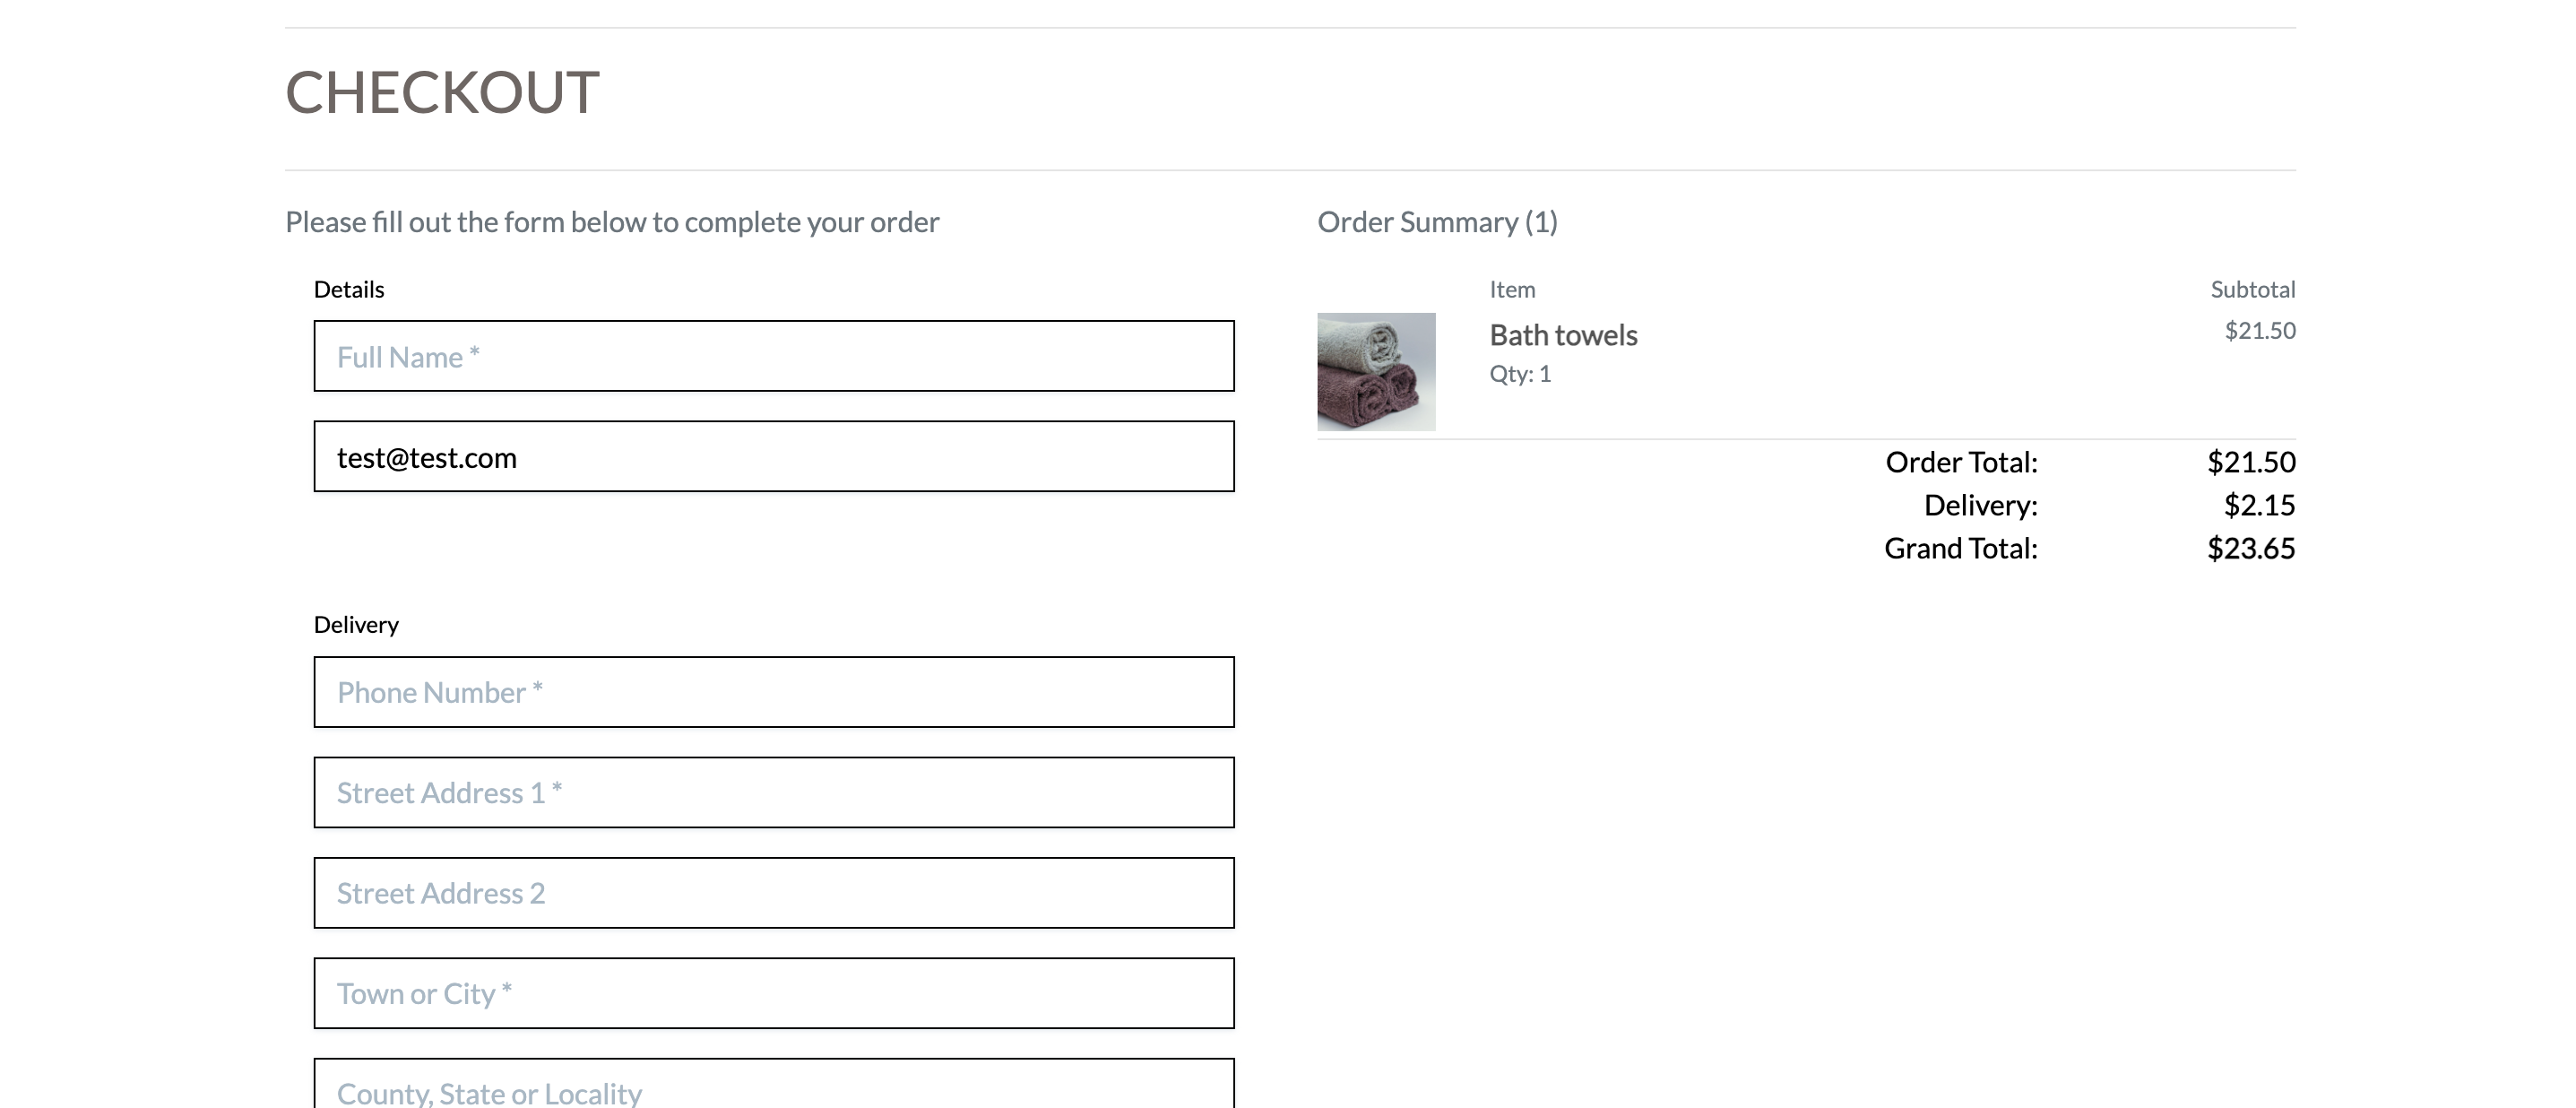 CHECKOUT
Please fill out the form below to complete your order
Details
Full Name *
test@test.com
Delivery
Phone Number *
Street Address 1 *
Street Address 2
Town or City *
County, State or Locality
Order Summary (1)
Item Subtotal
Bath towels $21.50
Qty: 1
Order Total: $21.50
Delivery: $2.15
Grand Total: $23.65